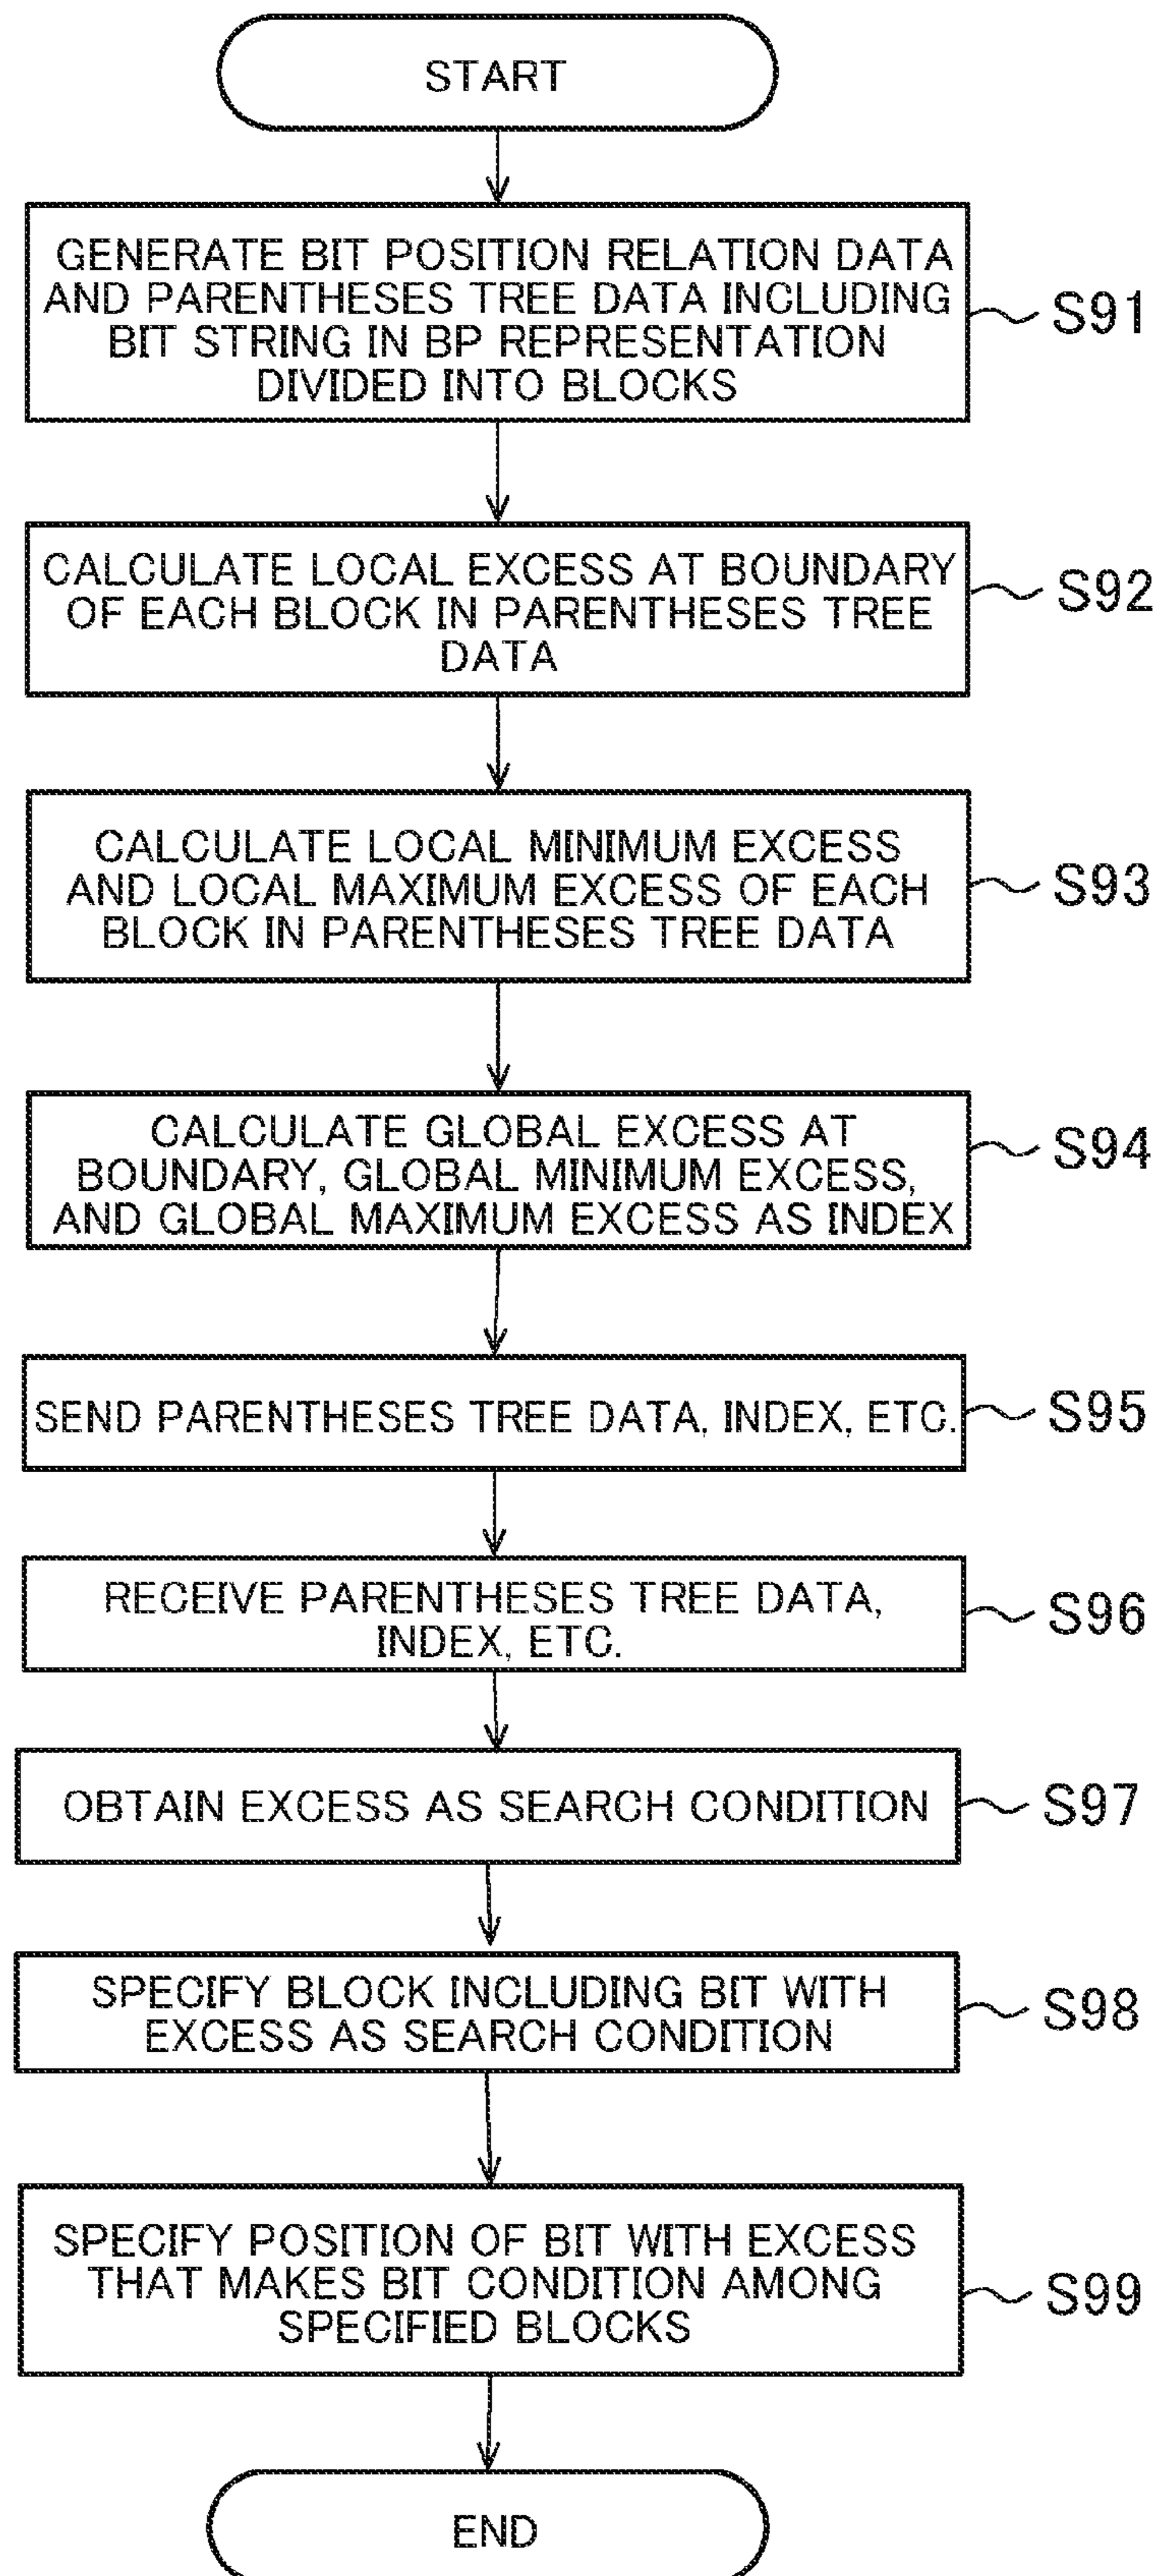 START
GENERATE BIT POSITION RELATION DATA
AND PARENTHESES TREE DATA INCLUDING
BIT STRING IN BP REPRESENTATION
DIVIDED INTO BLOCKS
S91
CALCULATE LOCAL EXCESS AT BOUNDARY
OF EACH BLOCK IN PARENTHESES TREE
DATA
S92
CALCULATE LOCAL MINIMUM EXCESS
AND LOCAL MAXIMUM EXCESS OF EACH
BLOCK IN PARENTHESES TREE DATA
S93
CALCULATE GLOBAL EXCESS AT
BOUNDARY, GLOBAL MINIMUM EXCESS,
AND GLOBAL MAXIMUM EXCESS AS INDEX
S94
SEND PARENTHESES TREE DATA, INDEX, ETC.
S95
RECEIVE PARENTHESES TREE DATA,
INDEX, ETC.
S96
OBTAIN EXCESS AS SEARCH CONDITION
S97
SPECIFY BLOCK INCLUDING BIT WITH
EXCESS AS SEARCH CONDITION
S98
SPECIFY POSITION OF BIT WITH EXCESS
THAT MAKES BIT CONDITION AMONG
SPECIFIED BLOCKS
S99
END